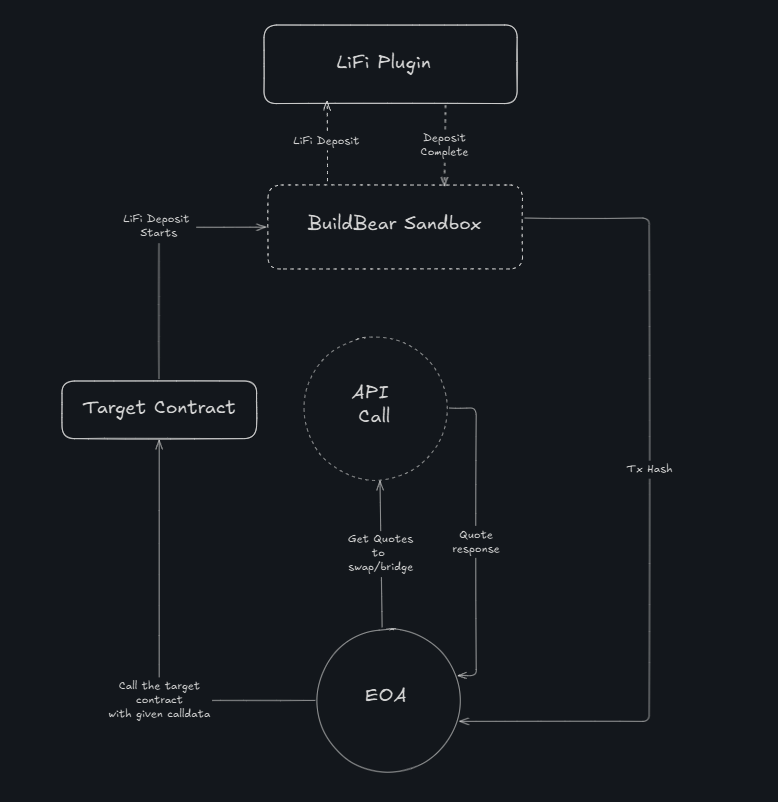 LiFi Plugin
LiFi Deposit
Deposit
Complete
LiFi Deposit
Starts
BuildBear Sandbox
API
Call
Target Contract
Tx Hash
Get Quotes
to
swap/bridge
Quote
response
EOA
Call the target
contract
with given calldata